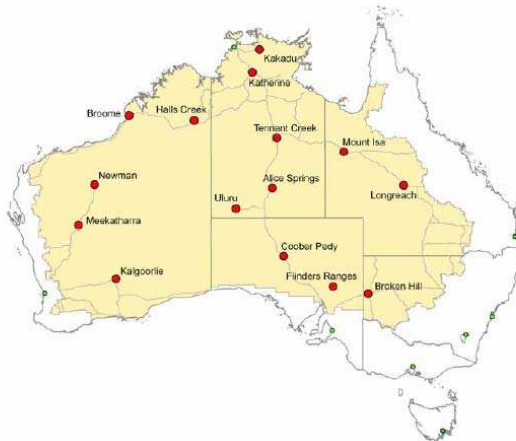 Kakadu
Katherine
Broome
Halls Creek
Tennant Creek
Mount Isa
Newman
Alice Springs
Longreach
Uluru
Meekatharra
Coober Pedy
Kalgoorlie
Flinders Ranges
Broken Hill